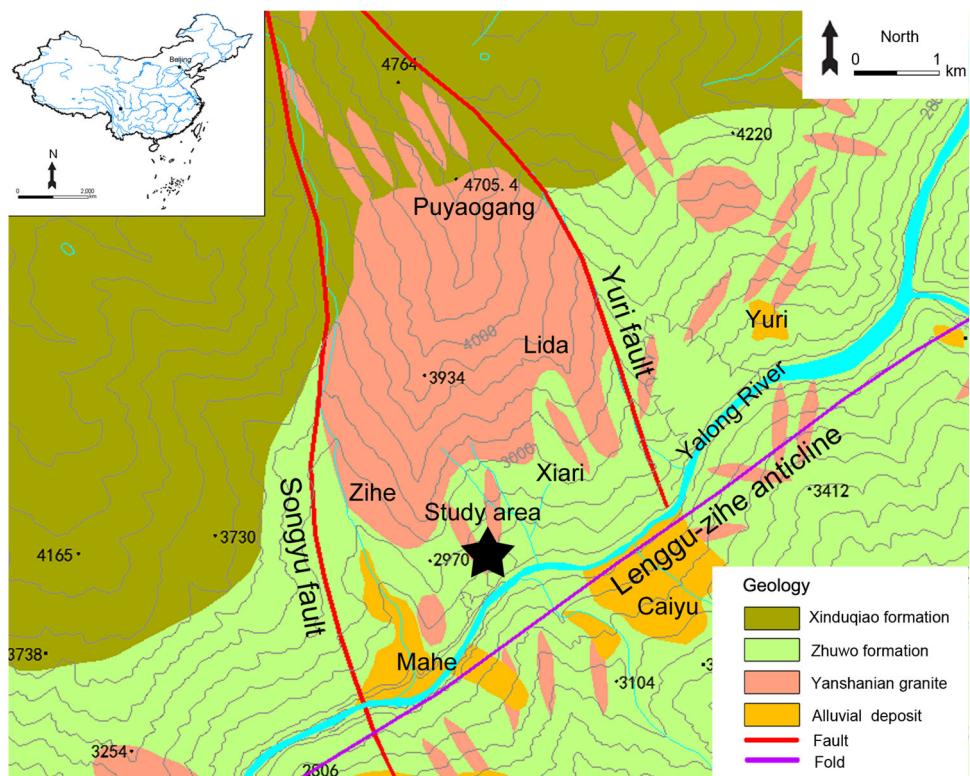 Beijing
N
0
2,000
km
North
0
1
km
4764
4220
4705.4
Puyaogang
Yuri fault
Yuri
4000
Lida
3934
Yalong River
3000
Xiari
Zihe
Study area
3412
Lenggu-zihe anticline
Songyu fault
3730
4165
2970
Caiyu
Mahe
3738
3104
3254
2806
Geology
Xinduqiao formation
Zhuwo formation
Yanshanian granite
Alluvial deposit
Fault
Fold